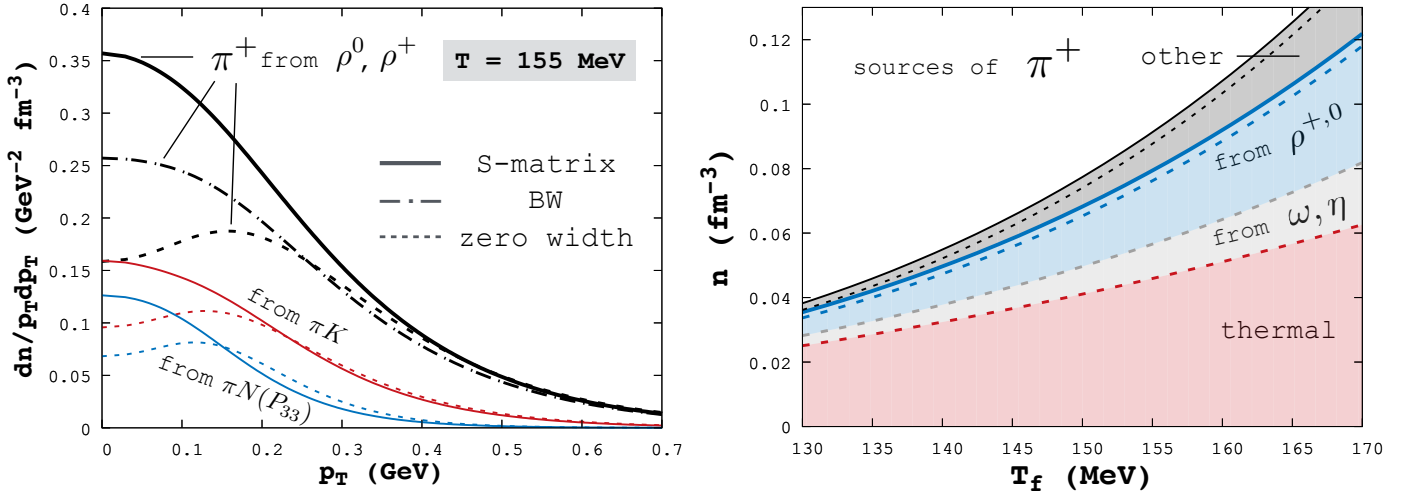 0.4
0.35
0.3
0.25
0.2
0.15
0.1
0.05
0
dn/p_T dp_T (GeV⁻² fm⁻³)
π⁺ from ρ⁰, ρ⁺
T = 155 MeV
S-matrix
BW
zero width
from πK
from πN(P₃₃)
0 0.1 0.2 0.3 0.4 0.5 0.6 0.7
p_T (GeV)
0.12
0.1
0.08
0.06
0.04
0.02
0
n (fm⁻³)
sources of π⁺
other
from ρ⁺,⁰
from ω, η
thermal
130 135 140 145 150 155 160 165 170
T_f (MeV)